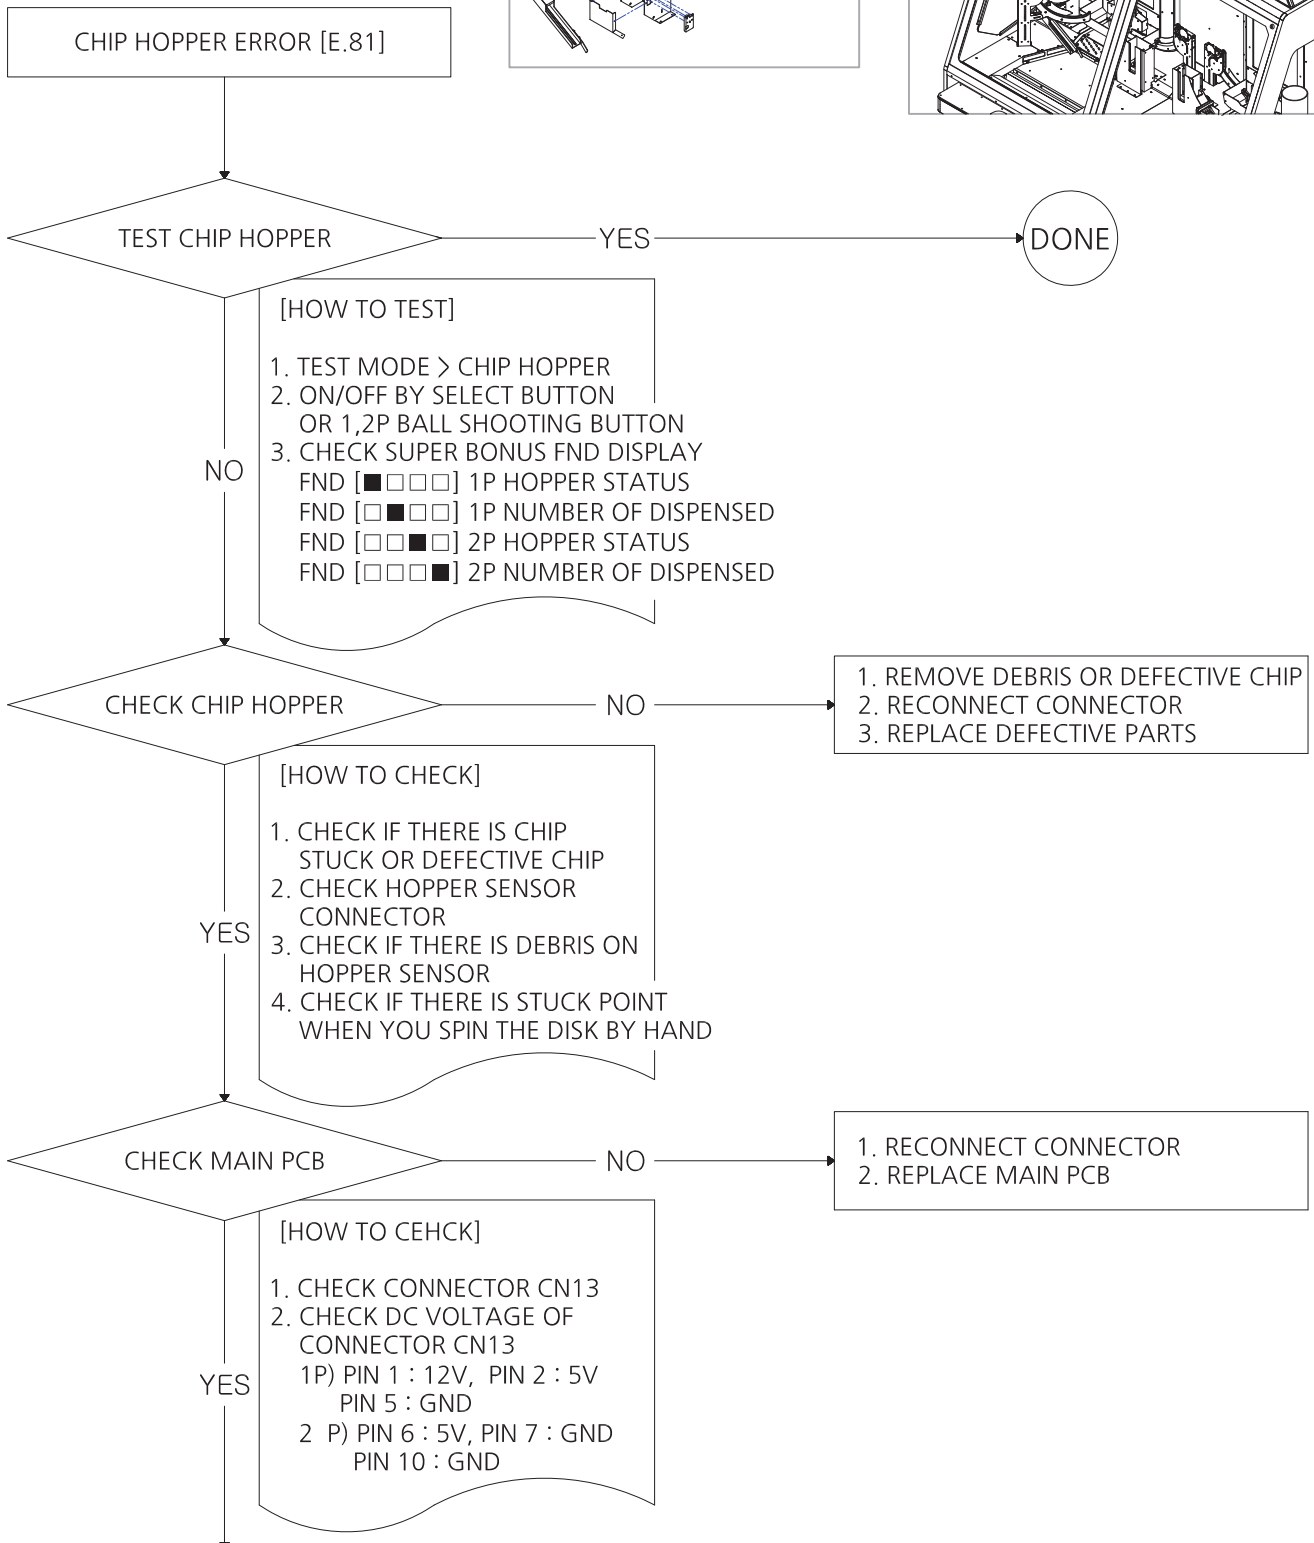 CHIP HOPPER ERROR [E.81]
TEST CHIP HOPPER
YES
DONE
[HOW TO TEST]
1. TEST MODE > CHIP HOPPER
2. ON/OFF BY SELECT BUTTON
OR 1,2P BALL SHOOTING BUTTON
3. CHECK SUPER BONUS FND DISPLAY
FND [■□□□] 1P HOPPER STATUS
FND [□■□□] 1P NUMBER OF DISPENSED
FND [□□■□] 2P HOPPER STATUS
FND [□□□■] 2P NUMBER OF DISPENSED
NO
CHECK CHIP HOPPER
NO
1. REMOVE DEBRIS OR DEFECTIVE CHIP
2. RECONNECT CONNECTOR
3. REPLACE DEFECTIVE PARTS
[HOW TO CHECK]
1. CHECK IF THERE IS CHIP
STUCK OR DEFECTIVE CHIP
2. CHECK HOPPER SENSOR
CONNECTOR
3. CHECK IF THERE IS DEBRIS ON
HOPPER SENSOR
4. CHECK IF THERE IS STUCK POINT
WHEN YOU SPIN THE DISK BY HAND
YES
CHECK MAIN PCB
NO
1. RECONNECT CONNECTOR
2. REPLACE MAIN PCB
[HOW TO CEHCK]
1. CHECK CONNECTOR CN13
2. CHECK DC VOLTAGE OF
CONNECTOR CN13
1P) PIN 1 : 12V, PIN 2 : 5V
PIN 5 : GND
2 P) PIN 6 : 5V, PIN 7 : GND
PIN 10 : GND
YES